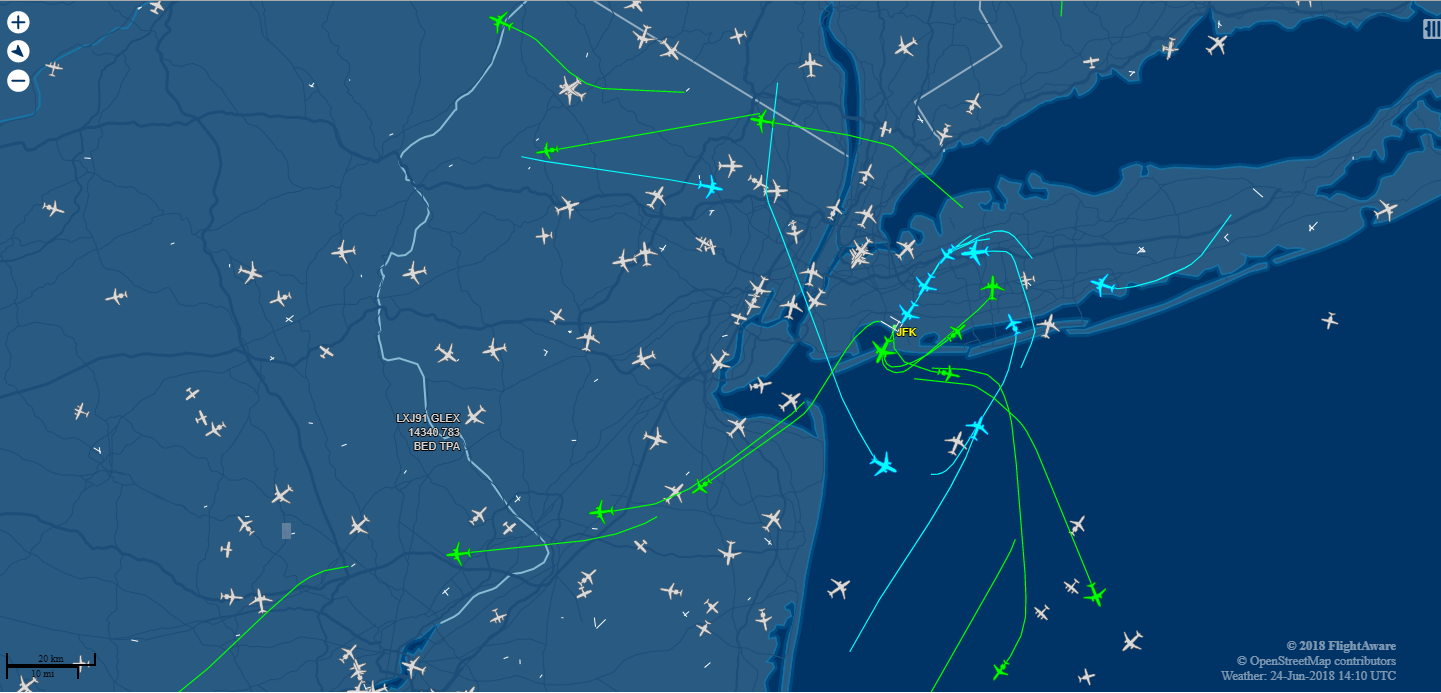 JFK
LXJ91 GLEX
14340 783
BED TPA
20 km
10 mi
© 2018 FlightAware
© OpenStreetMap contributors
Weather: 24-Jun-2018 14:10 UTC